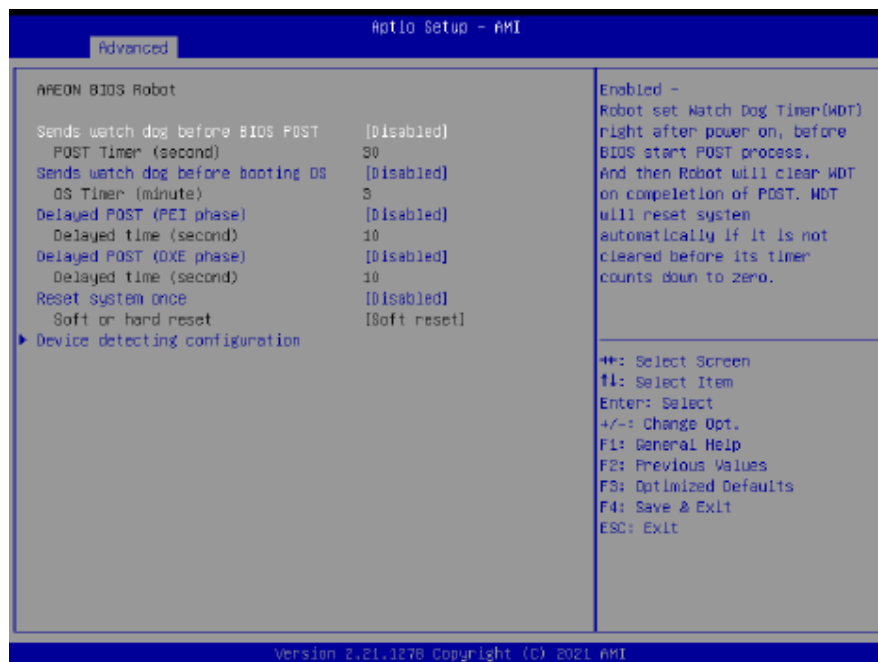 Aptio Setup - AMI
Advanced
AAEON BIOS Robot
Sends watch dog before BIOS POST [Disabled]
POST Timer (second) 30
Sends watch dog before booting OS [Disabled]
OS Timer (minute) 3
Delayed POST (PEI phase) [Disabled]
Delayed time (second) 10
Delayed POST (DXE phase) [Disabled]
Delayed time (second) 10
Reset system once [Disabled]
Soft or hard reset [Soft reset]
Device detecting configuration
Enabled -
Robot set Watch Dog Timer(WDT)
right after power on, before
BIOS start POST process.
And then Robot will clear WDT
on compeletion of POST. WDT
will reset system
automatically if it is not
cleared before its timer
counts down to zero.
→←: Select Screen
↑↓: Select Item
Enter: Select
+/-: Change Opt.
F1: General Help
F2: Previous Values
F3: Optimized Defaults
F4: Save & Exit
ESC: Exit
Version 2.21.1278 Copyright (C) 2021 AMI